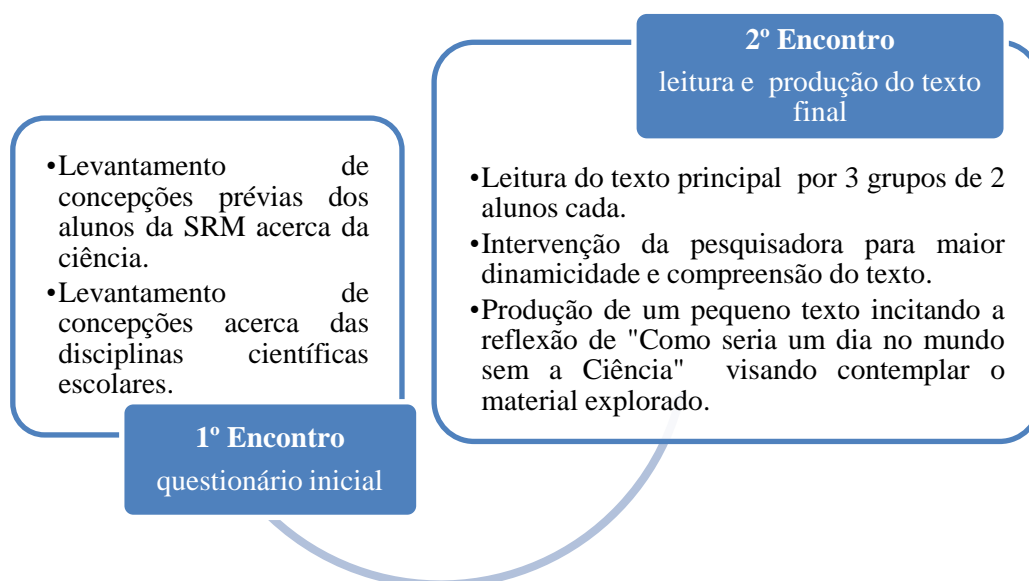 •Levantamento de
concepções prévias dos
alunos da SRM acerca da
ciência.
•Levantamento de
concepções acerca das
disciplinas científicas
escolares.
1º Encontro
questionário inicial
2º Encontro
leitura e produção do texto
final
•Leitura do texto principal por 3 grupos de 2
alunos cada.
•Intervenção da pesquisadora para maior
dinamicidade e compreensão do texto.
•Produção de um pequeno texto incitando a
reflexão de "Como seria um dia no mundo
sem a Ciência" visando contemplar o
material explorado.